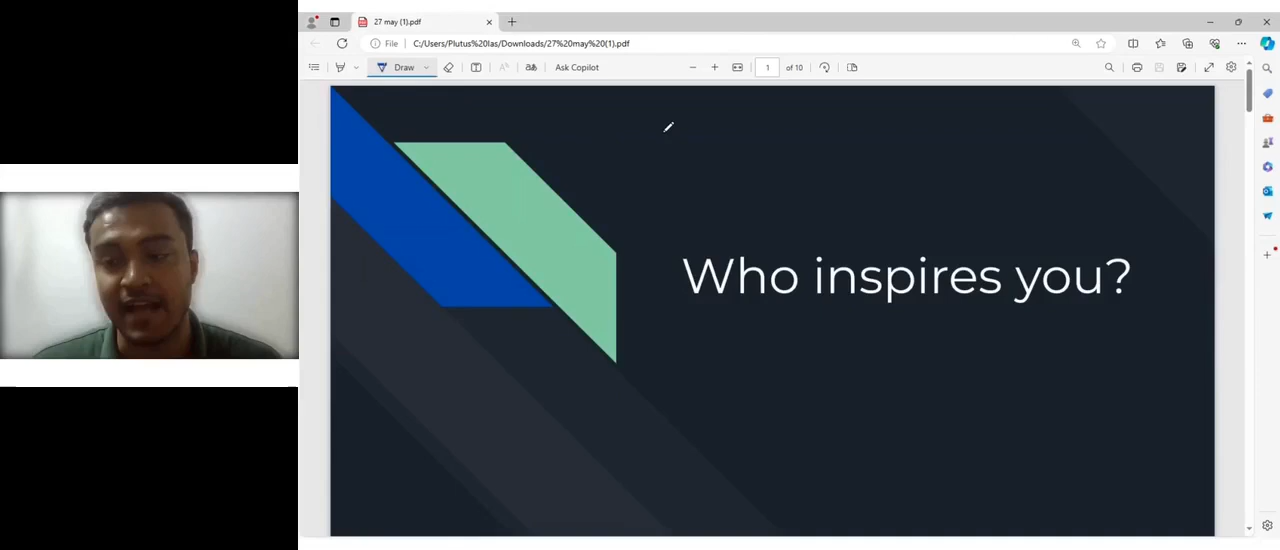 27 may (1).pdf
File
C:/Users/Plutus%20Ias/Downloads/27%20may%20(1).pdf
Draw
Ask Copilot
1
of 10
Who inspires you?